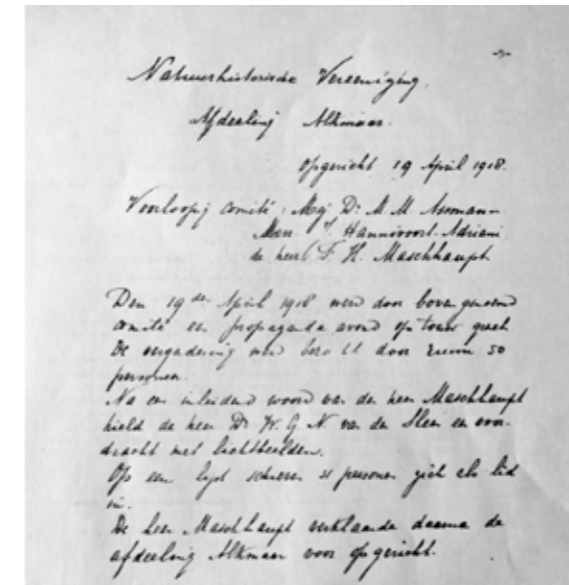 Natuurhistorische Vereeniging.
Afdeeling Alkmaar.
Opgericht 19 April 1918.
Voorloopig comité: Mej. Dr. M. M.
Mevr. Hannivoort-Adriani
de heer F. H. Maschhaupt
Den 19den April 1918 werd door bovengenoemd
comité een propaganda avond op touw gezet
De vergadering werd bezocht door ruim 50
personen.
Na een inleidend woord van den heer Maschhaupt
hield de heer Dr. W. G. N. van der Sleen een voor-
dracht met lichtbeelden.
Op een lijst schreven 31 personen zich als lid
in.
De heer Maschhaupt verklaarde daarna de
afdeeling Alkmaar voor opgericht.